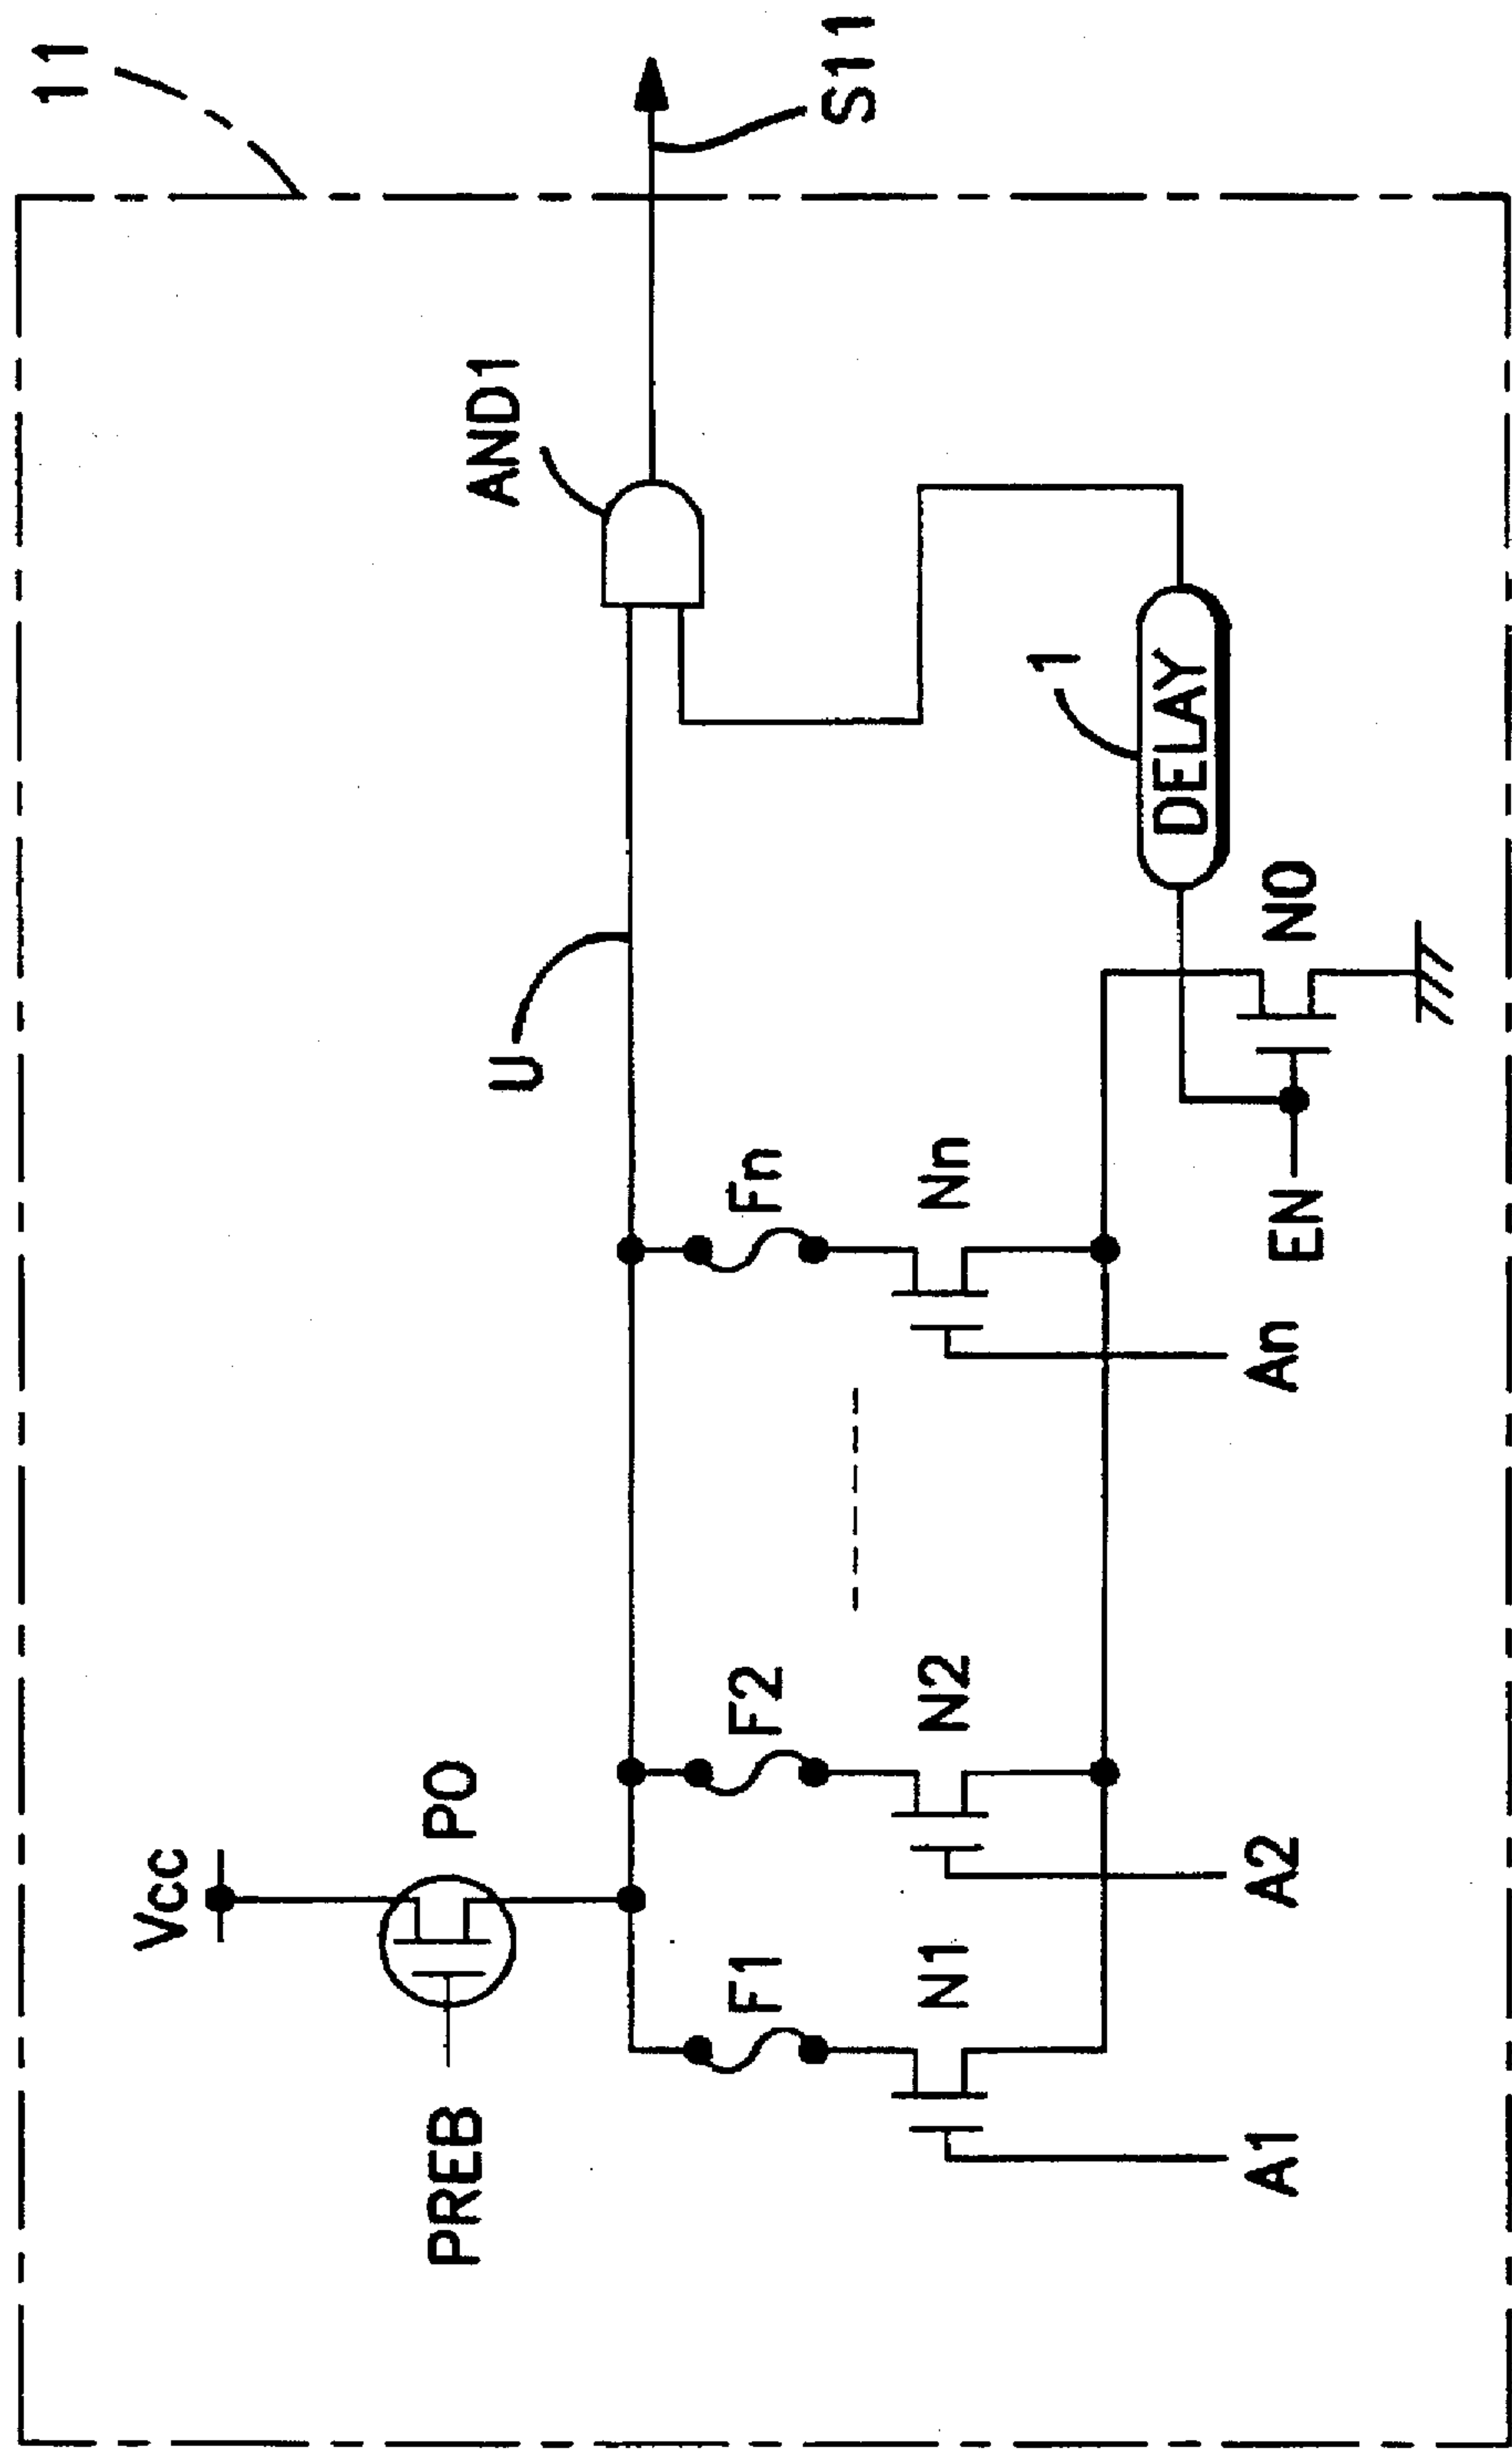 11
Vcc
PREB
P0
U
AND1
S11
F1
F2
Fn
N1
N2
Nn
1
DELAY
A1
A2
An
EN
N0